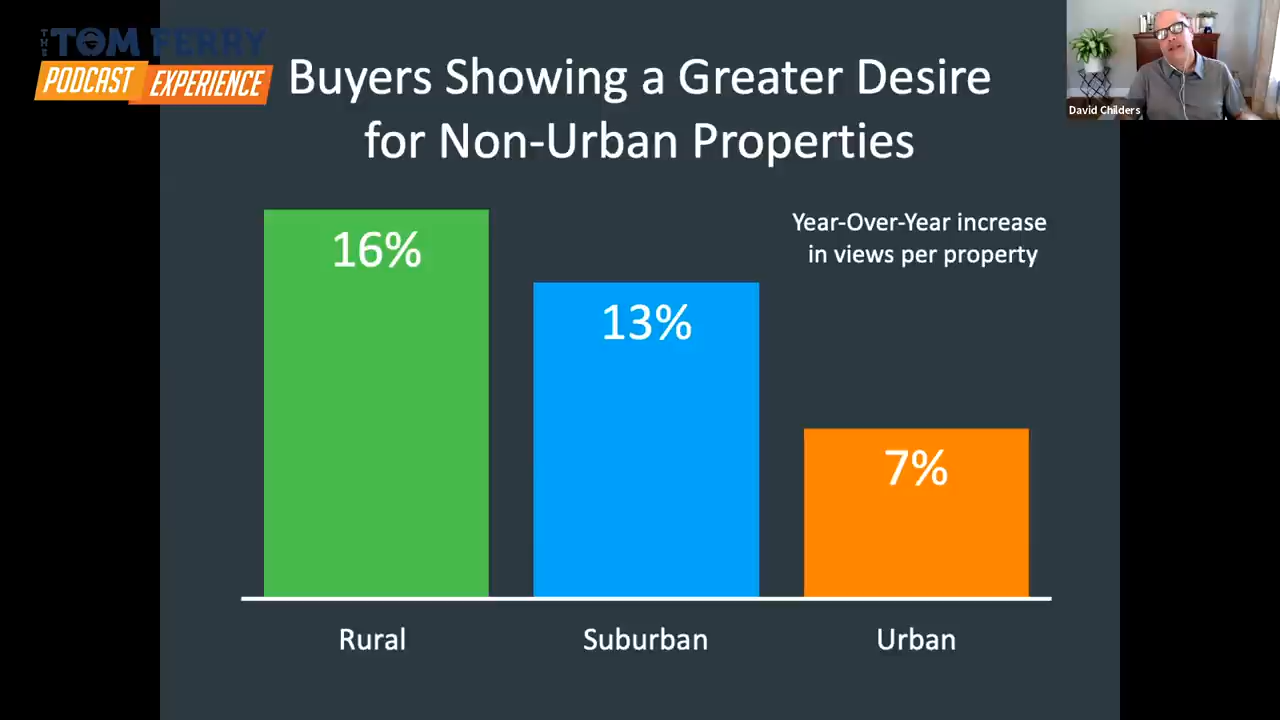 THE TOM FERRY
PODCAST EXPERIENCE
David Childers
Buyers Showing a Greater Desire
for Non-Urban Properties
Year-Over-Year increase
in views per property
16%
13%
7%
Rural
Suburban
Urban